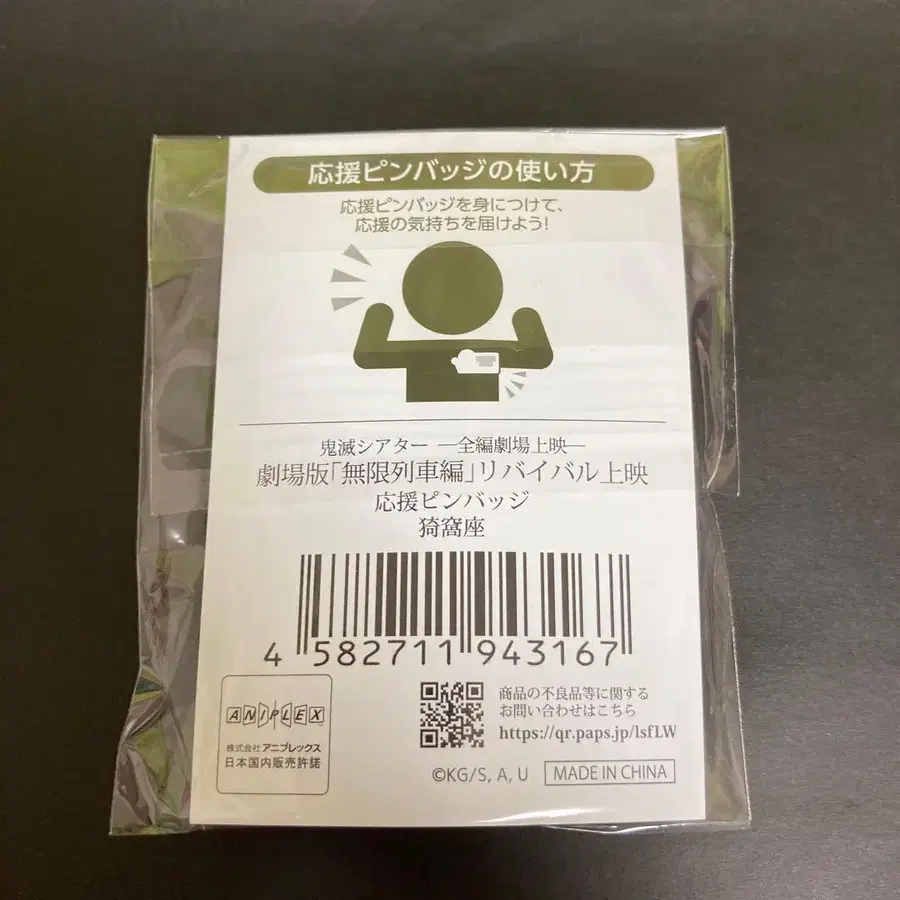 応援ピンバッジの使い方
応援ピンバッジを身につけて、
応援の気持ちを届けよう!
鬼滅シアター ―全編劇場上映―
劇場版「無限列車編」リバイバル上映
応援ピンバッジ
猗窩座
4 582711 943167
ANIPLEX
株式会社 アニプレックス
日本国内販売許諾
商品の不良品等に関する
お問い合わせはこちら
https://qr.paps.jp/lsfLW
©KG/S, A, U
MADE IN CHINA